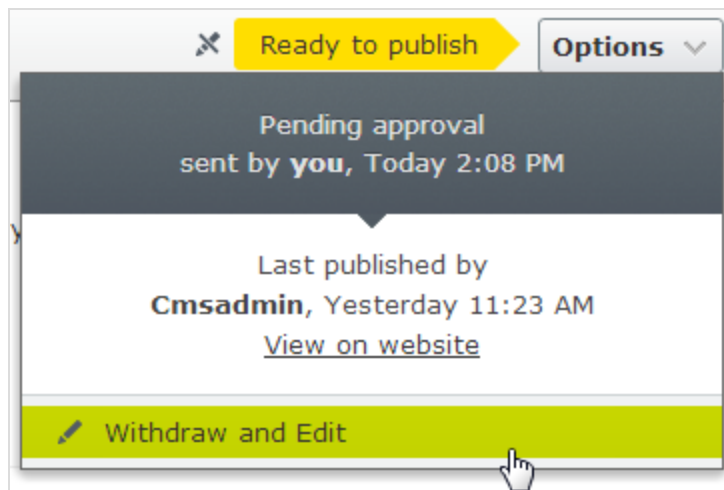 Ready to publish
Options
Pending approval
sent by you, Today 2:08 PM
Last published by
Cmsadmin, Yesterday 11:23 AM
View on website
Withdraw and Edit